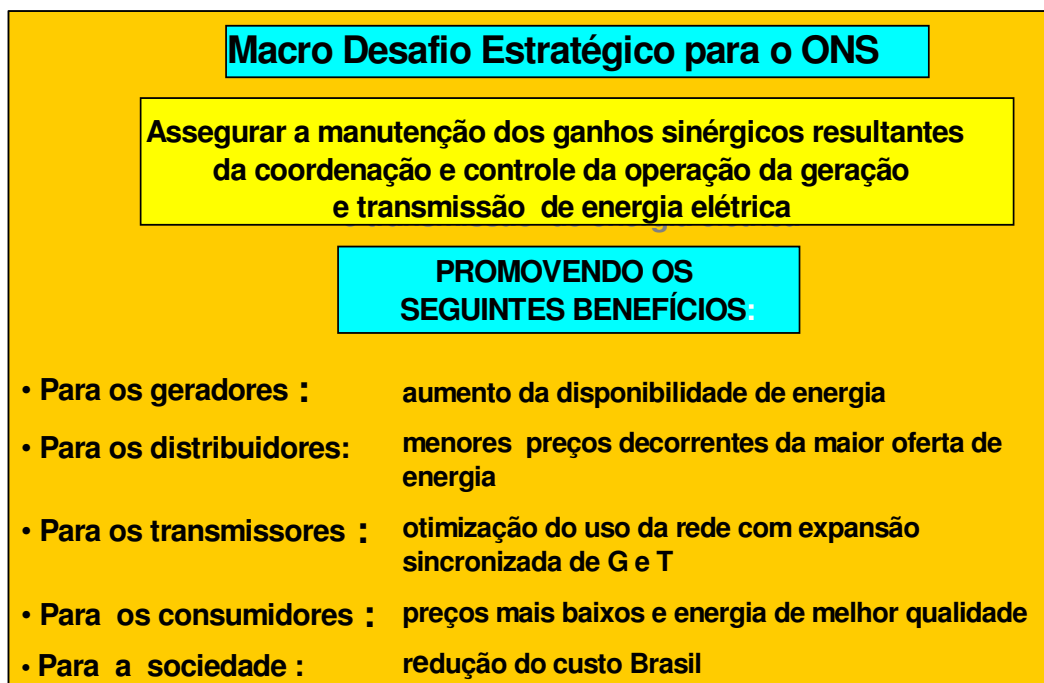 Macro Desafio Estratégico para o ONS
Assegurar a manutenção dos ganhos sinérgicos resultantes
da coordenação e controle da operação da geração
e transmissão de energia elétrica
PROMOVENDO OS
SEGUINTES BENEFÍCIOS:
• Para os geradores : aumento da disponibilidade de energia
• Para os distribuidores: menores preços decorrentes da maior oferta de
energia
• Para os transmissores : otimização do uso da rede com expansão
sincronizada de G e T
• Para os consumidores : preços mais baixos e energia de melhor qualidade
• Para a sociedade : redução do custo Brasil